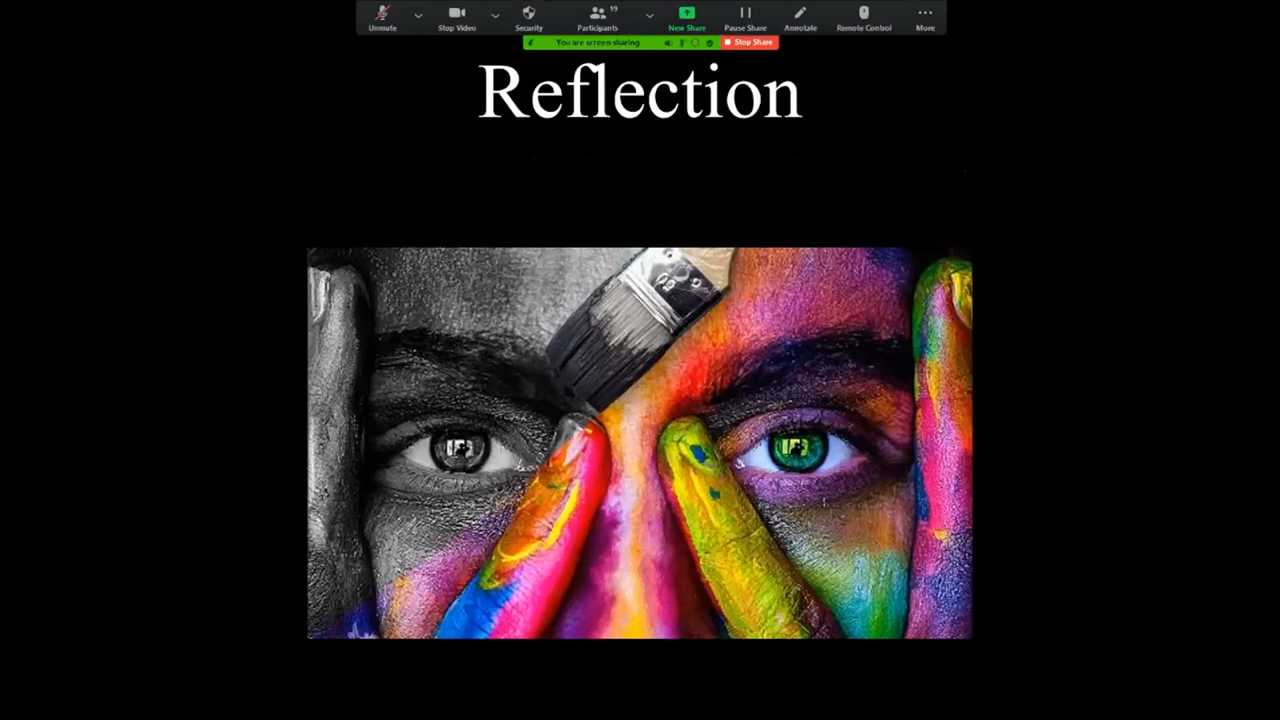 19
Unmute Stop Video Security Participants New Share Pause Share Annotate Remote Control More
You are screen sharing Stop Share
Reflection